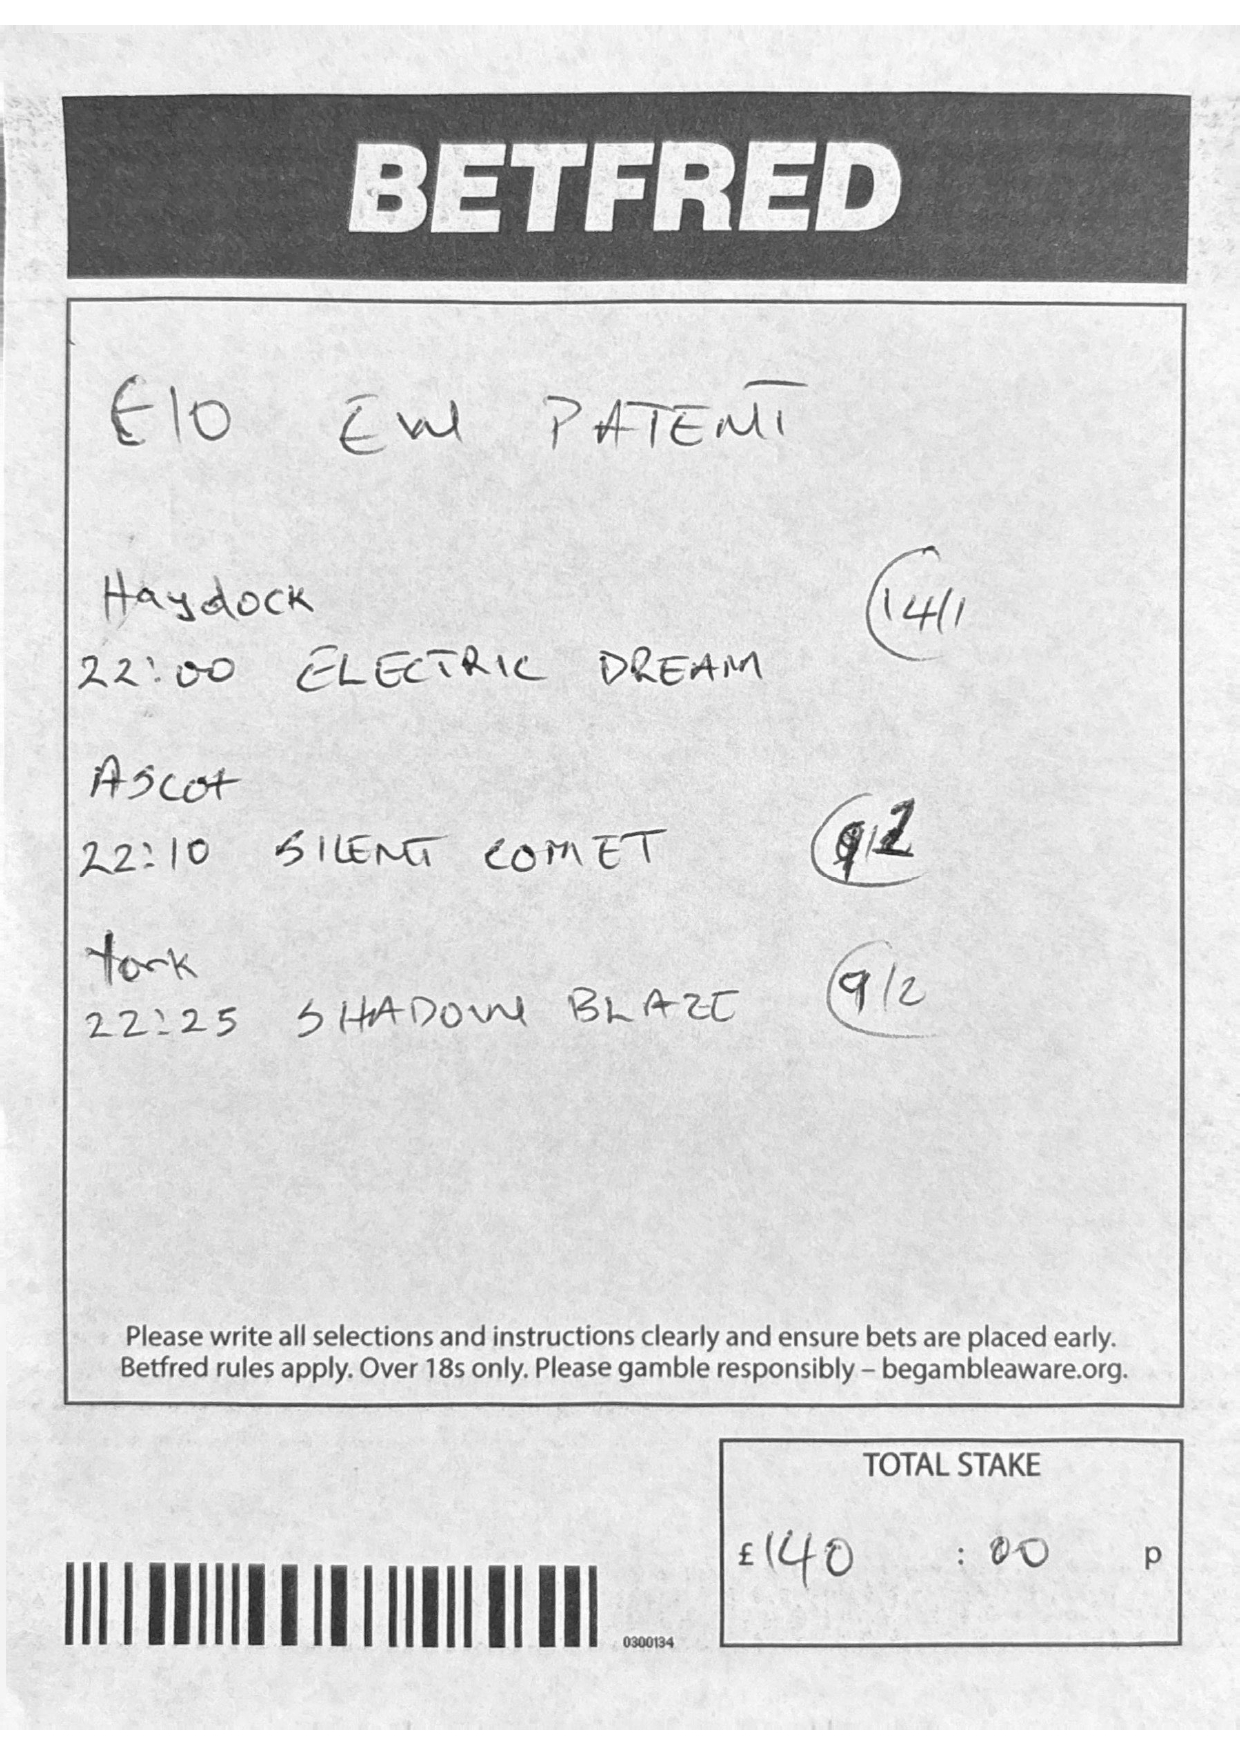 BETFRED
£10 EW PATENT
Haydock
14/1
22:00 ELECTRIC DREAM
Ascot
22:10 SILENT COMET 9/2
York
22:25 SHADOW BLAZE 9/2
Please write all selections and instructions clearly and ensure bets are placed early.
Betfred rules apply. Over 18s only. Please gamble responsibly – begambleaware.org.
TOTAL STAKE
£140 : 00 p
0300134